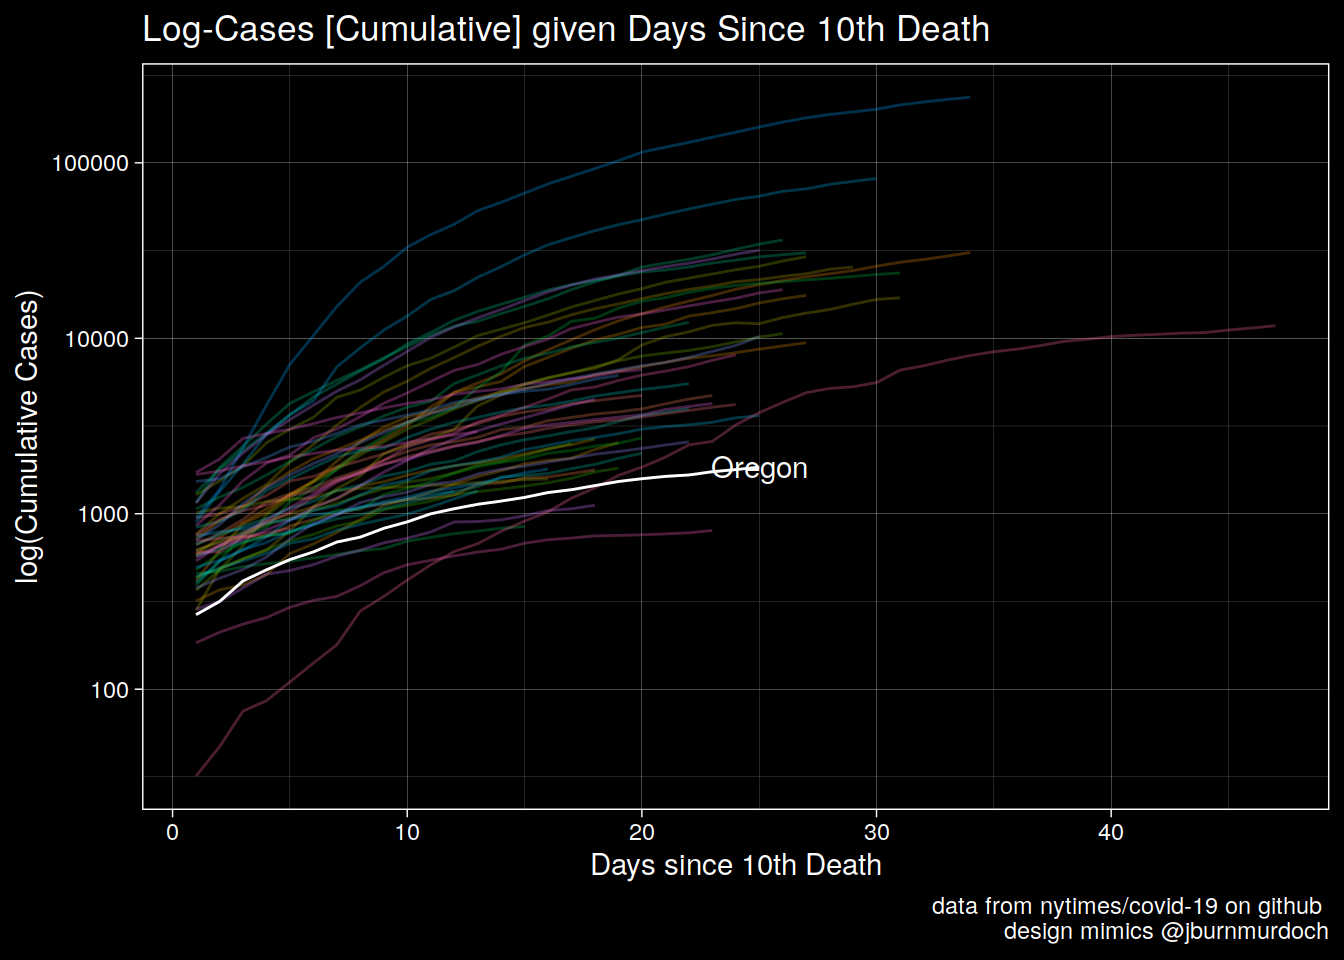 Log-Cases [Cumulative] given Days Since 10th Death
log(Cumulative Cases)
100000
10000
1000
100
Oregon
0 10 20 30 40
Days since 10th Death
data from nytimes/covid-19 on github
design mimics @jburnmurdoch